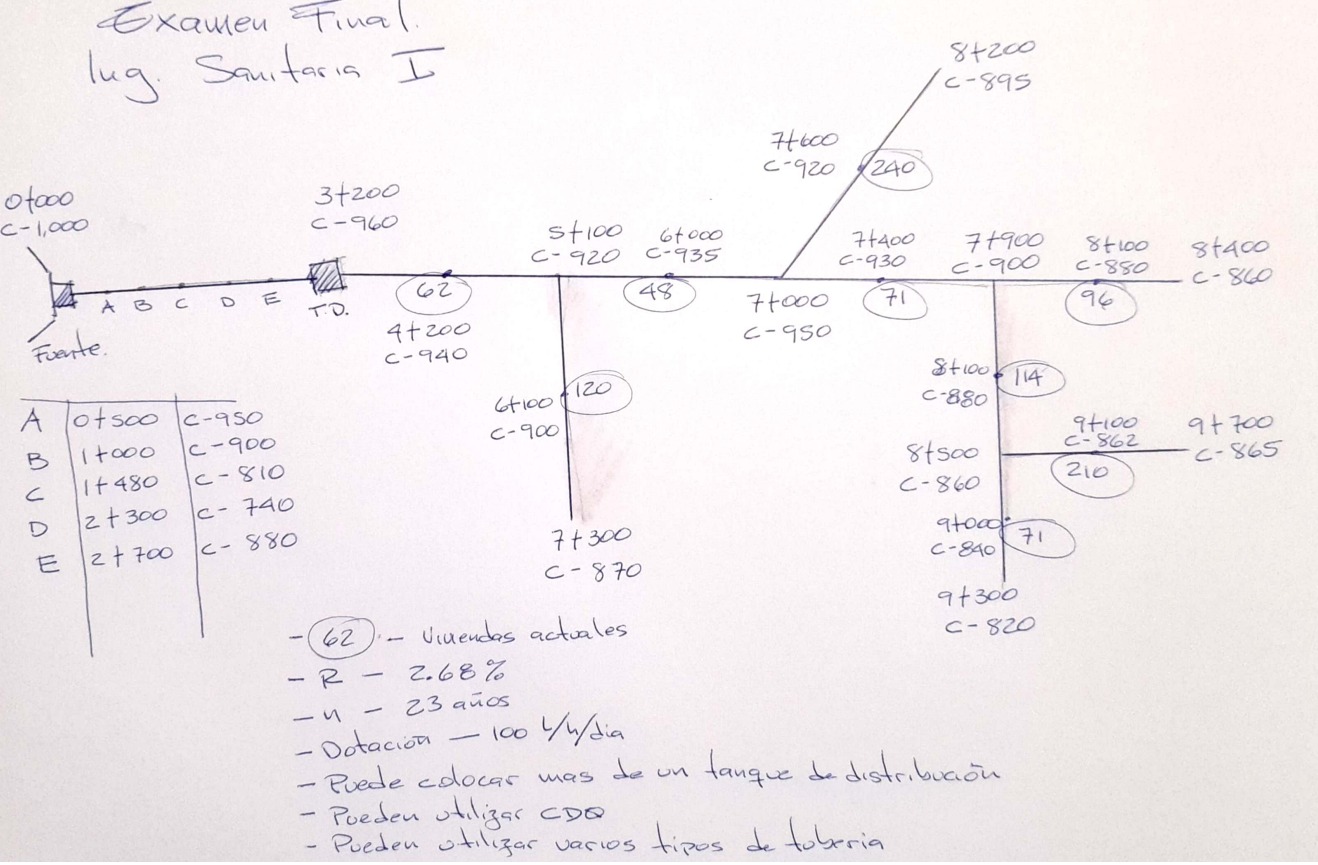 Examen Final.
Ing. Sanitaria I
0+000
C-1,000
Fuente.
A B C D E
3+200
C-960
T.D.
62
4+200
C-940
5+100
C-920
6+100
C-900
120
7+300
C-870
6+000
C-935
48
7+000
C-950
7+600
C-920
240
8+200
C-895
7+400
C-930
71
7+900
C-900
8+100
C-880
96
8+400
C-860
8+100
C-880
114
8+500
C-860
9+100
C-862
210
9+700
C-865
9+000
C-840
71
9+300
C-820
A 0+500 C-950
B 1+000 C-900
C 1+480 C-810
D 2+300 C-740
E 2+700 C-880
- 62 - Viviendas actuales
- R - 2.68%
- n - 23 años
- Dotación - 100 L/h/dia
- Puede colocar mas de un tanque de distribución
- Pueden utilizar CDQ
- Pueden utilizar varios tipos de tuberia